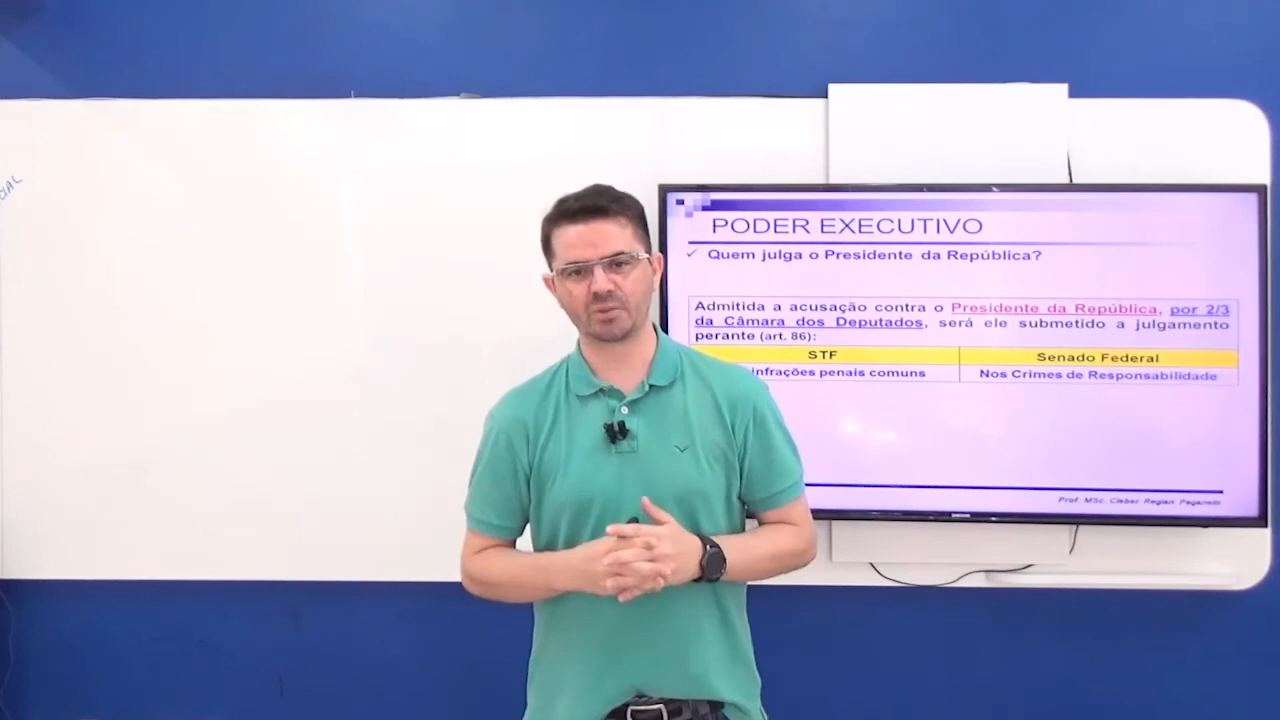 CIAL
PODER EXECUTIVO
✓ Quem julga o Presidente da República?
Admitida a acusação contra o Presidente da República, por 2/3
da Câmara dos Deputados, será ele submetido a julgamento
perante (art. 86):
STF
Senado Federal
infrações penais comuns
Nos Crimes de Responsabilidade
Prof. MSc. Cleber Regian Paganelli